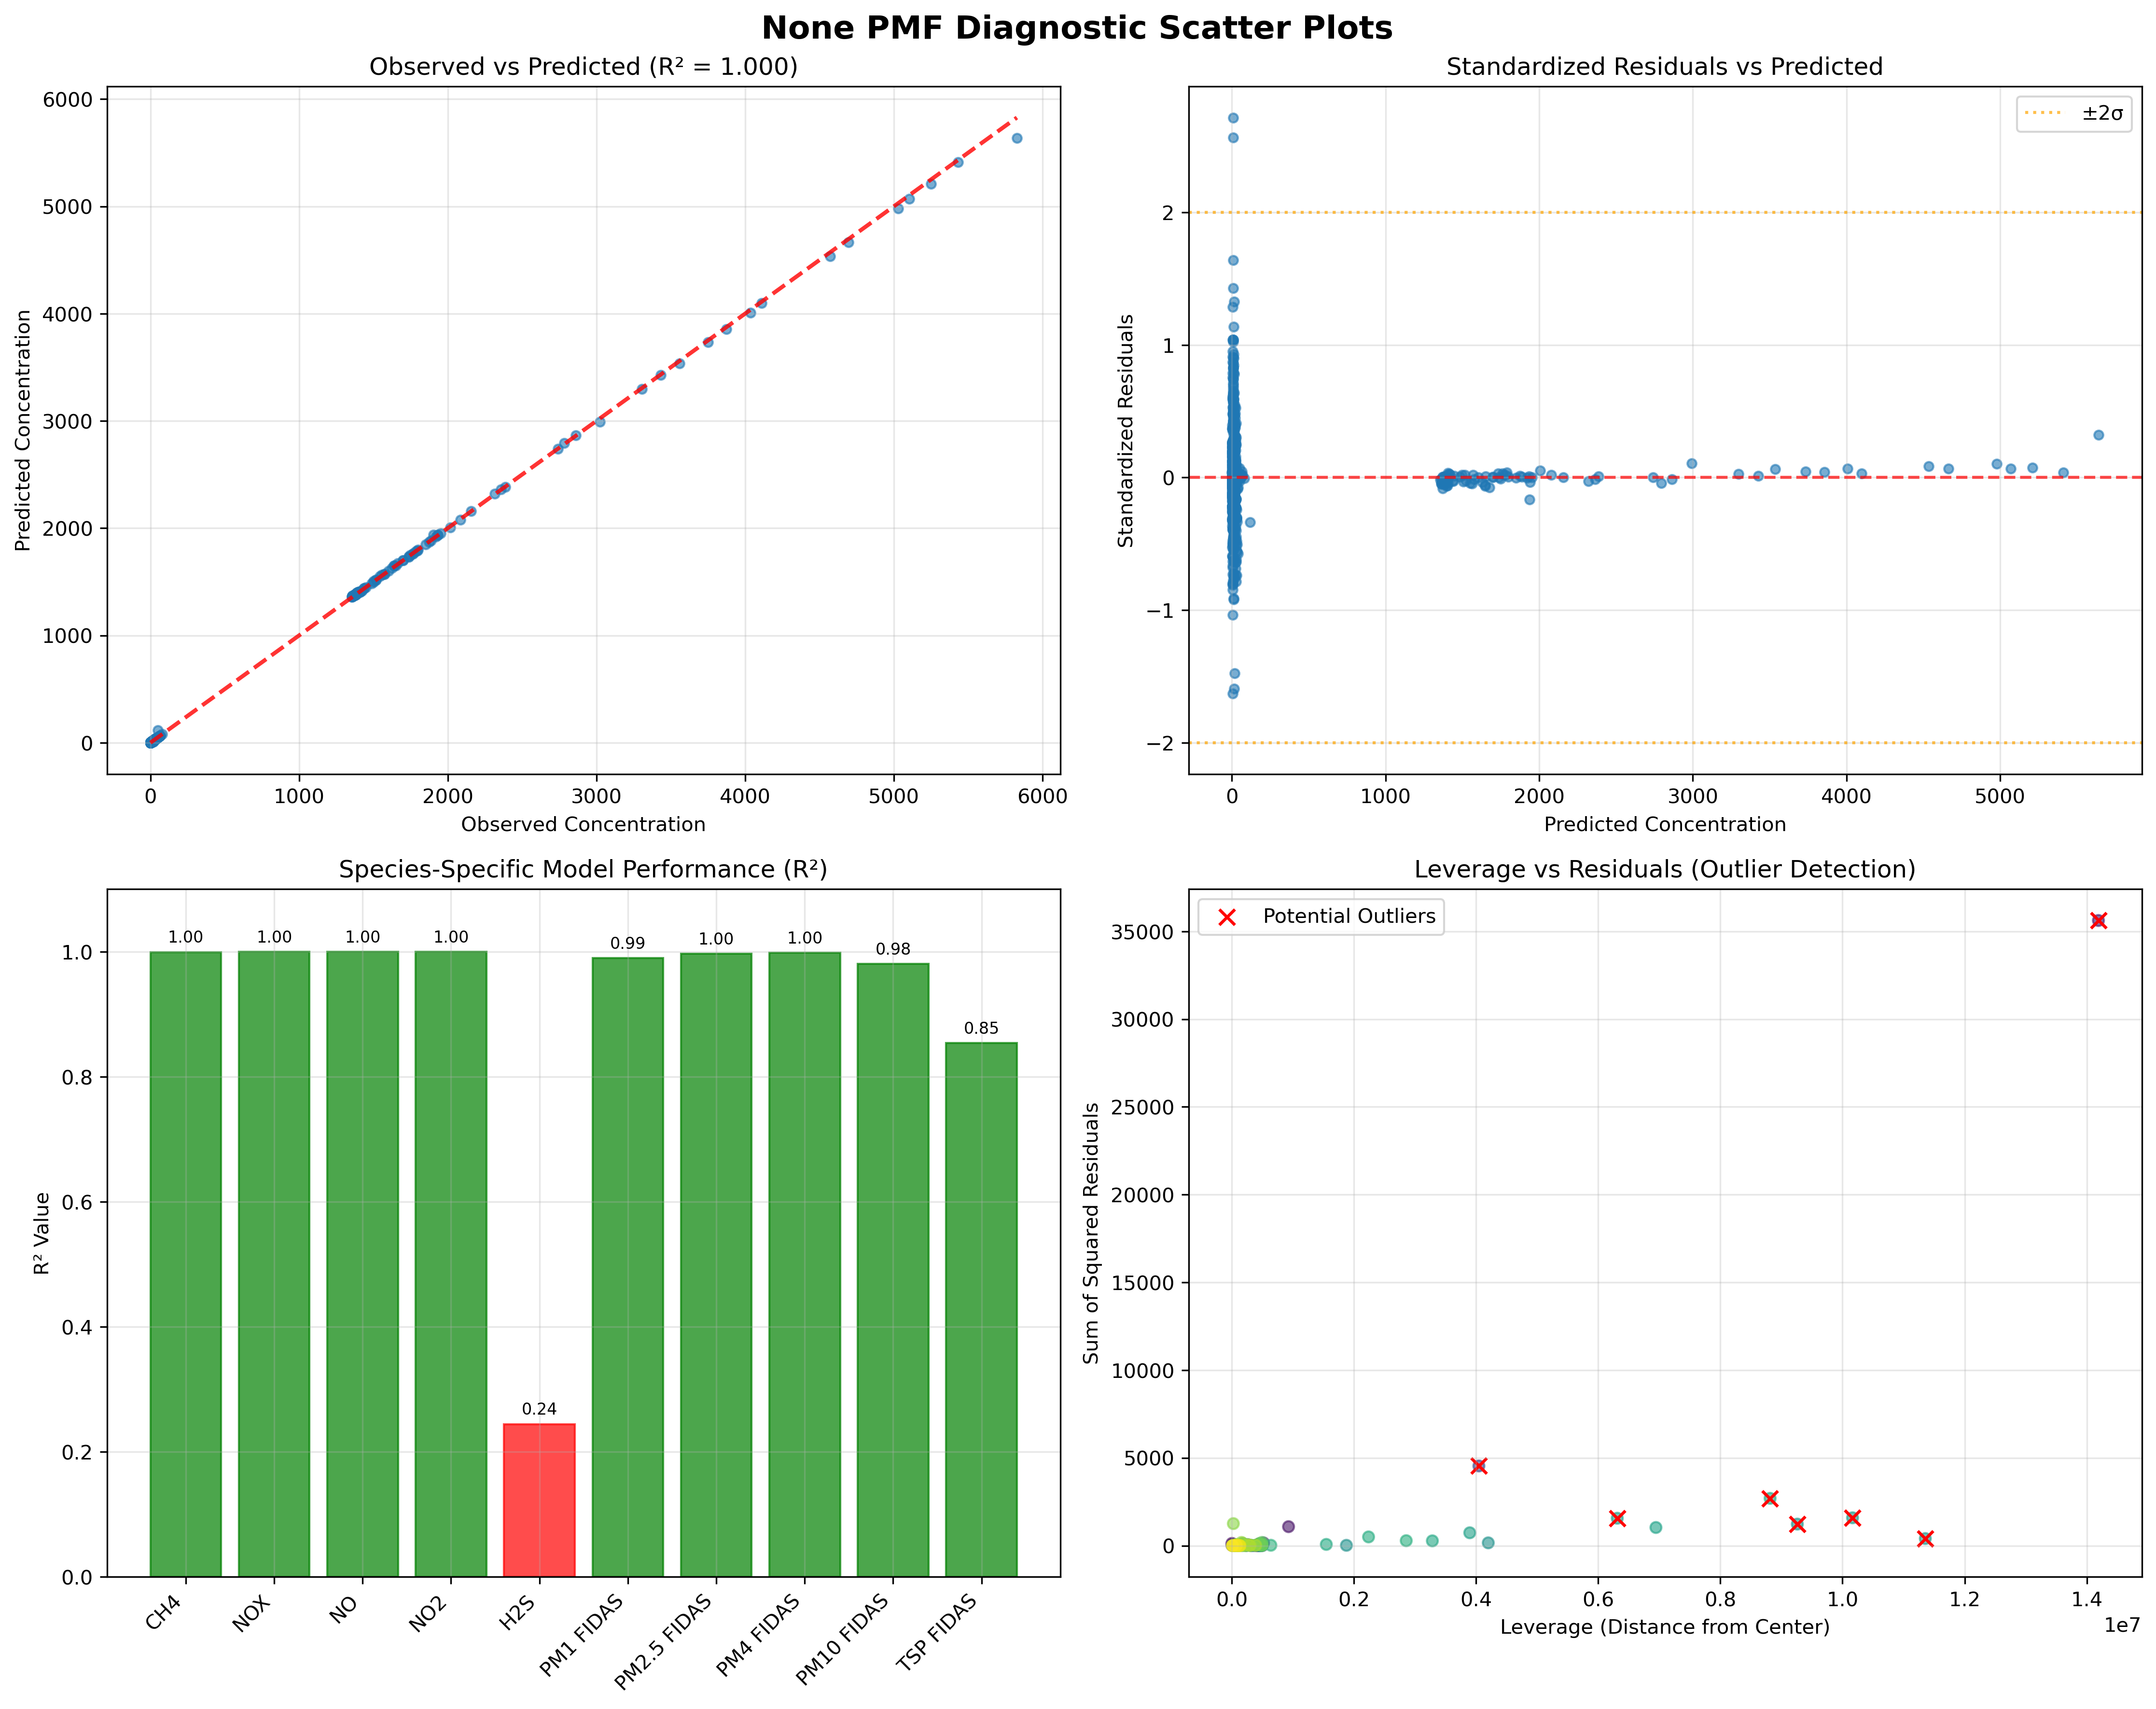 None PMF Diagnostic Scatter Plots
Observed vs Predicted (R² = 1.000)
Predicted Concentration
6000
5000
4000
3000
2000
1000
0
0 1000 2000 3000 4000 5000 6000
Observed Concentration
Standardized Residuals vs Predicted
±2σ
Standardized Residuals
2
1
0
−1
−2
0 1000 2000 3000 4000 5000
Predicted Concentration
Species-Specific Model Performance (R²)
R² Value
1.0
0.8
0.6
0.4
0.2
0.0
1.00 1.00 1.00 1.00 0.24 0.99 1.00 1.00 0.98 0.85
CH4 NOX NO NO2 H2S PM1 FIDAS PM2.5 FIDAS PM4 FIDAS PM10 FIDAS TSP FIDAS
Leverage vs Residuals (Outlier Detection)
Potential Outliers
Sum of Squared Residuals
35000
30000
25000
20000
15000
10000
5000
0
0.0 0.2 0.4 0.6 0.8 1.0 1.2 1.4
1e7
Leverage (Distance from Center)